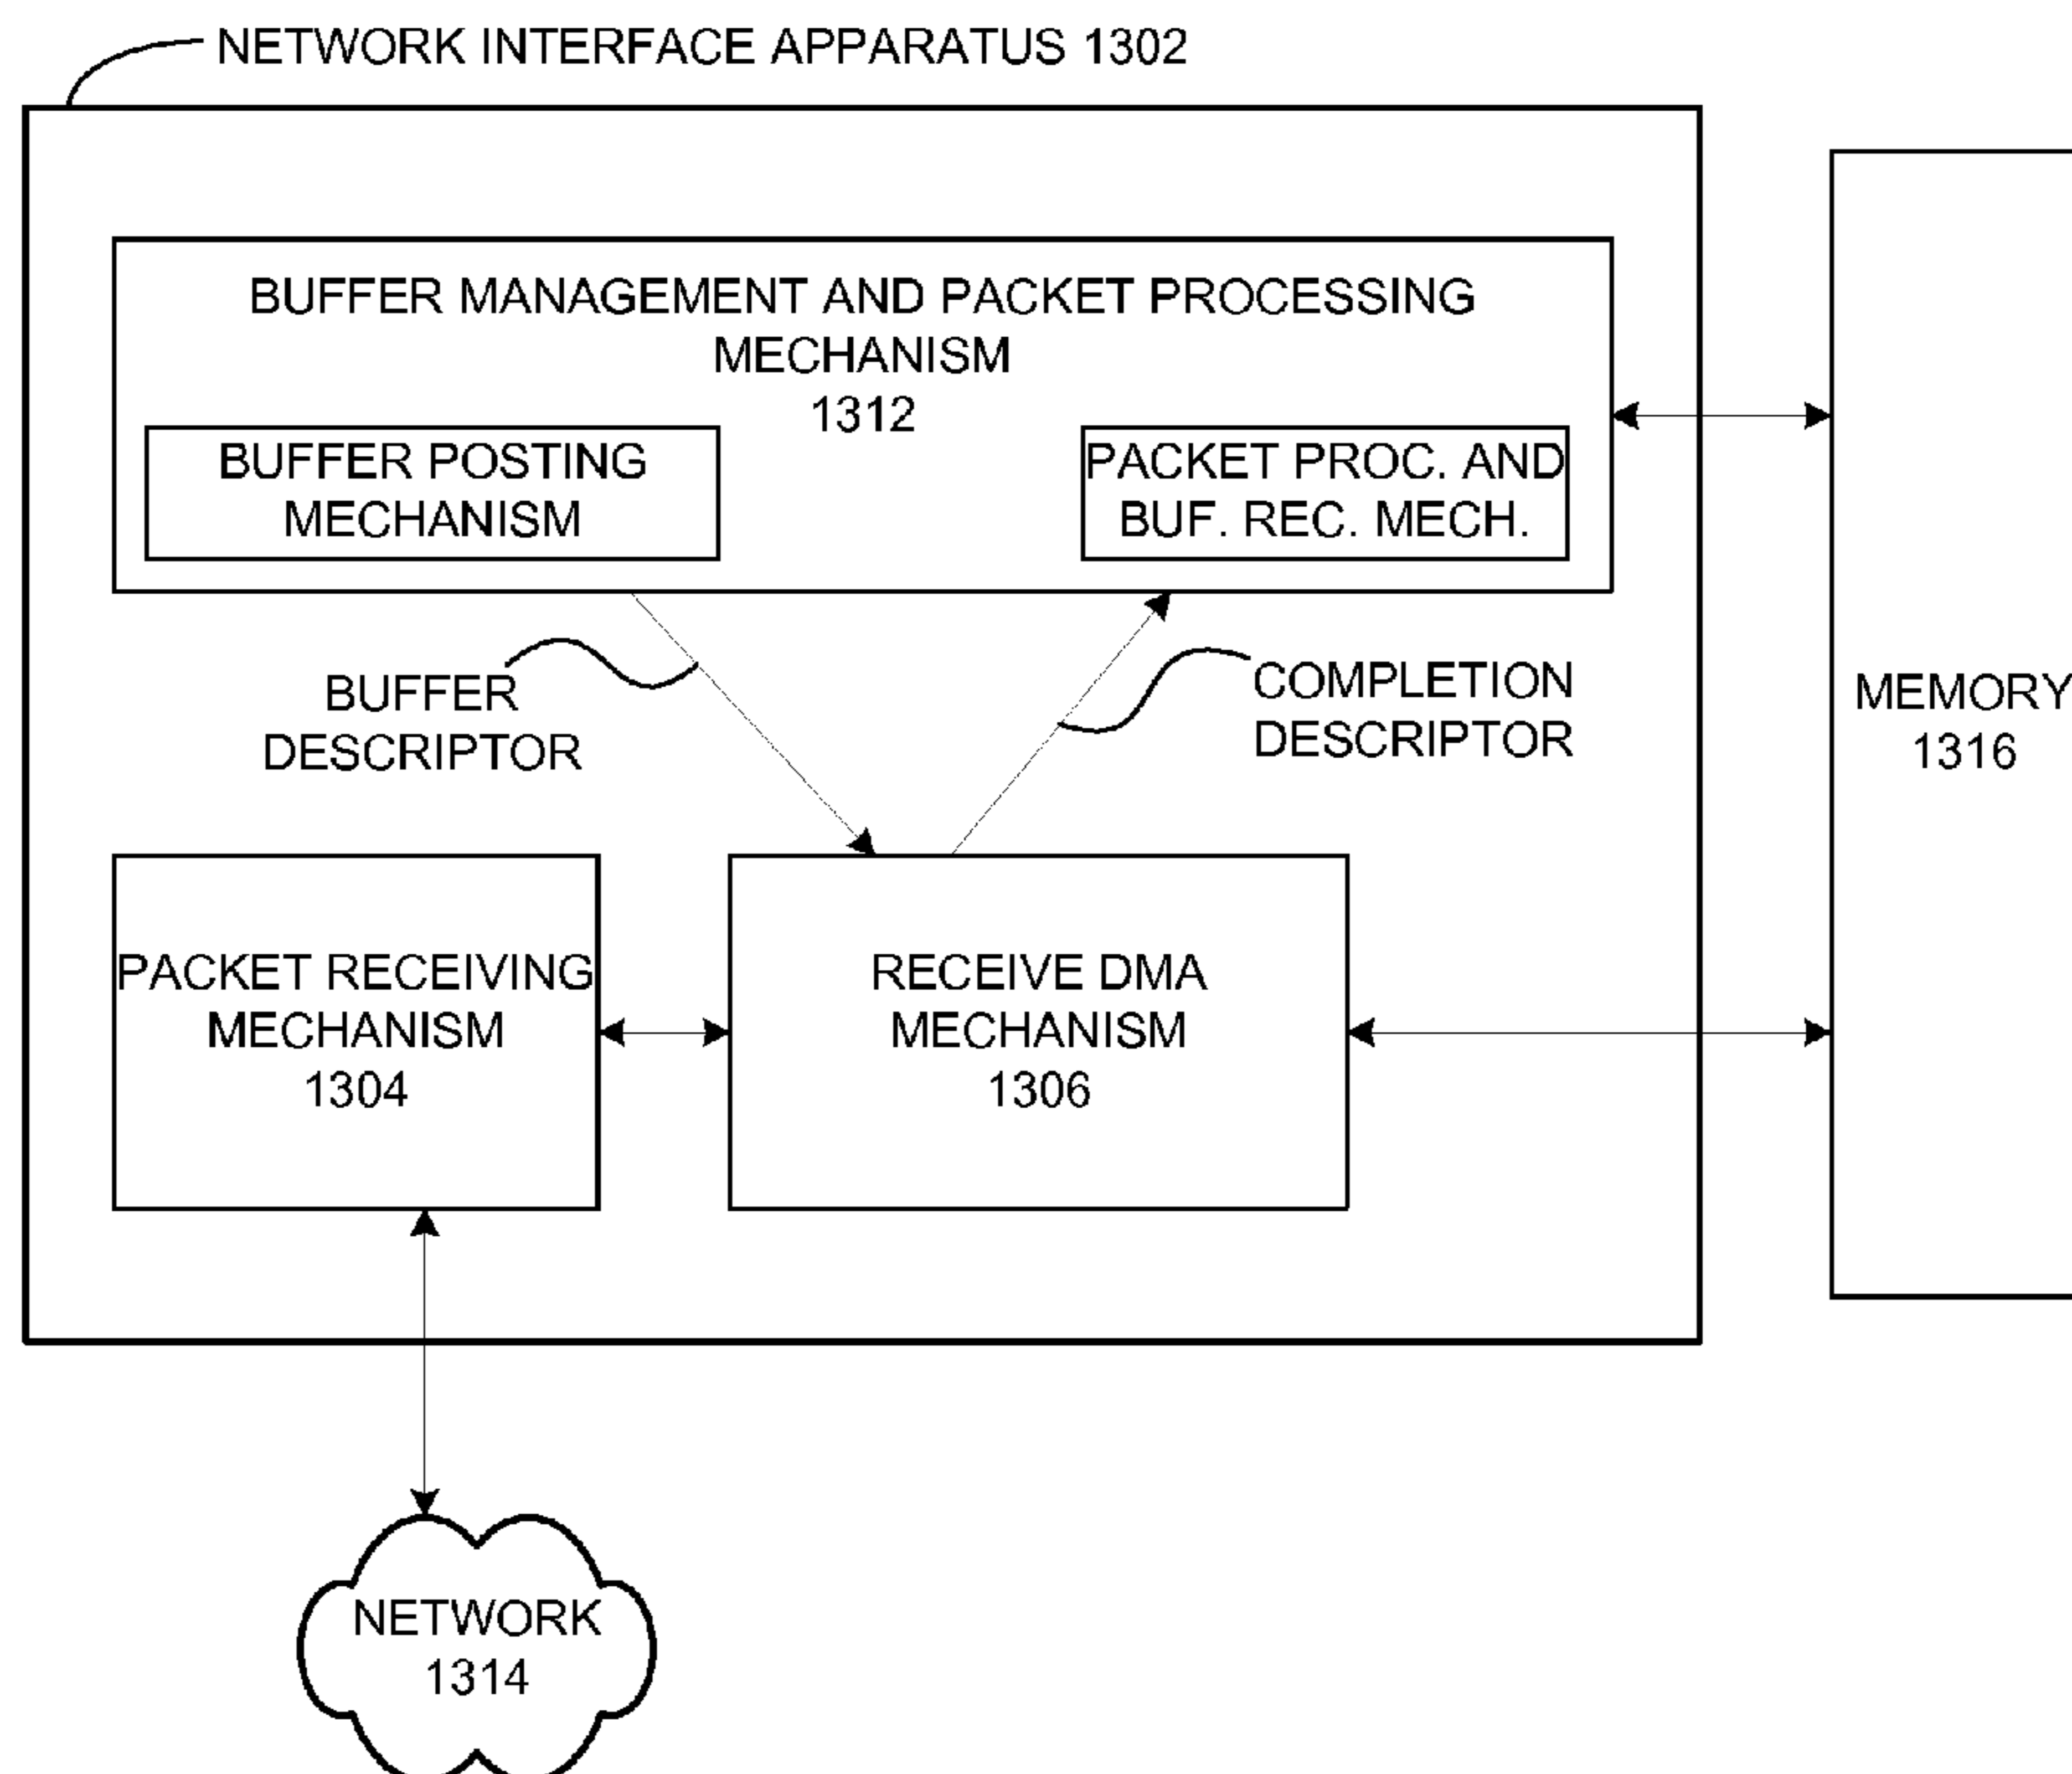 NETWORK INTERFACE APPARATUS 1302
BUFFER MANAGEMENT AND PACKET PROCESSING
MECHANISM
1312
BUFFER POSTING
MECHANISM
PACKET PROC. AND
BUF. REC. MECH.
BUFFER
DESCRIPTOR
COMPLETION
DESCRIPTOR
MEMORY
1316
PACKET RECEIVING
MECHANISM
1304
RECEIVE DMA
MECHANISM
1306
NETWORK
1314